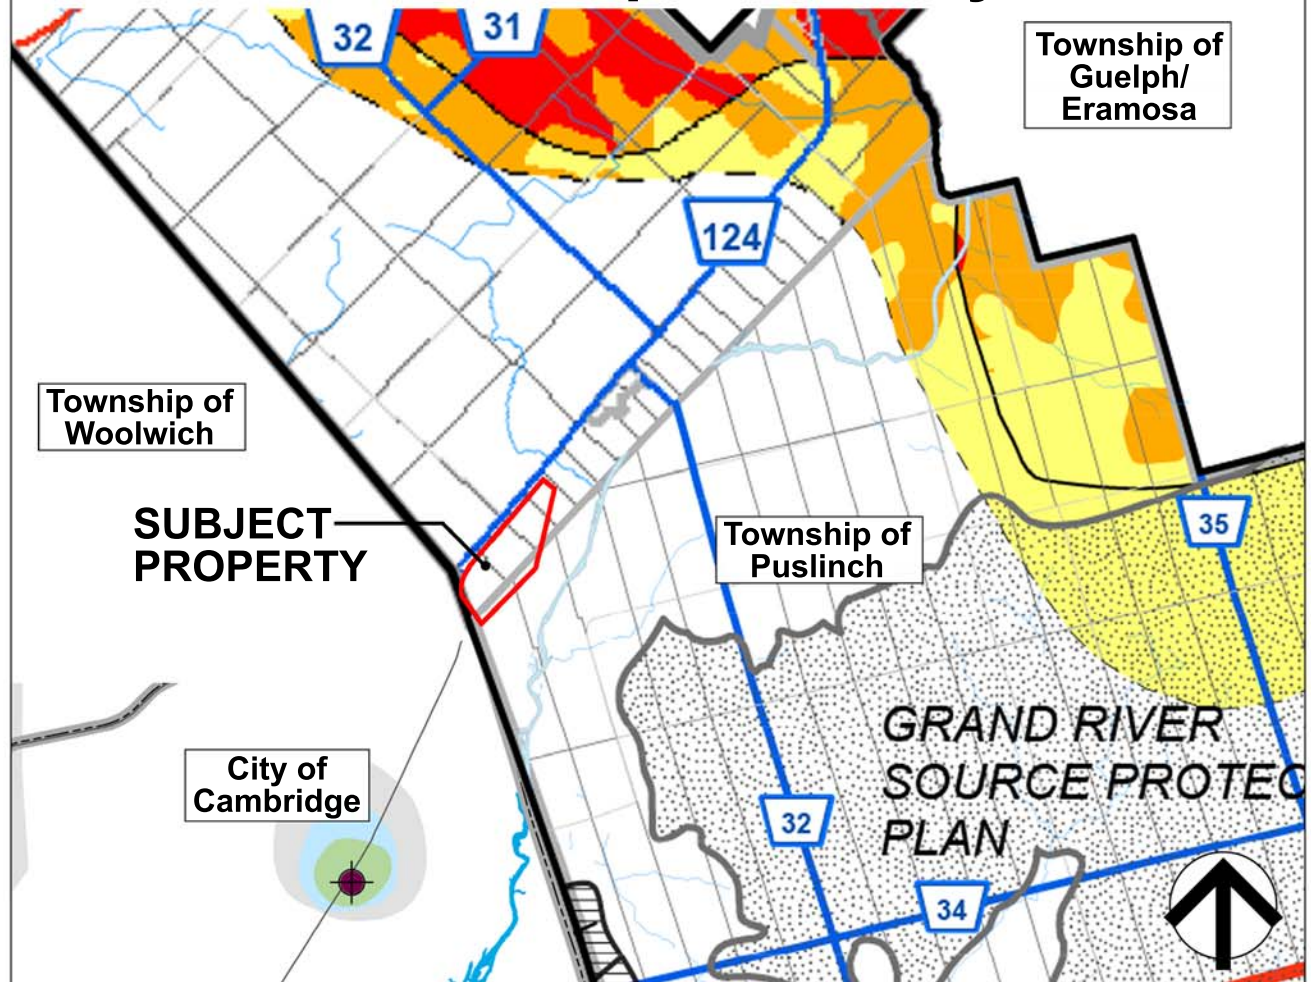 32
31
Township of
Guelph/
Eramosa
124
Township of
Woolwich
SUBJECT
PROPERTY
Township of
Puslinch
35
GRAND RIVER
SOURCE PROTEC
PLAN
City of
Cambridge
32
34